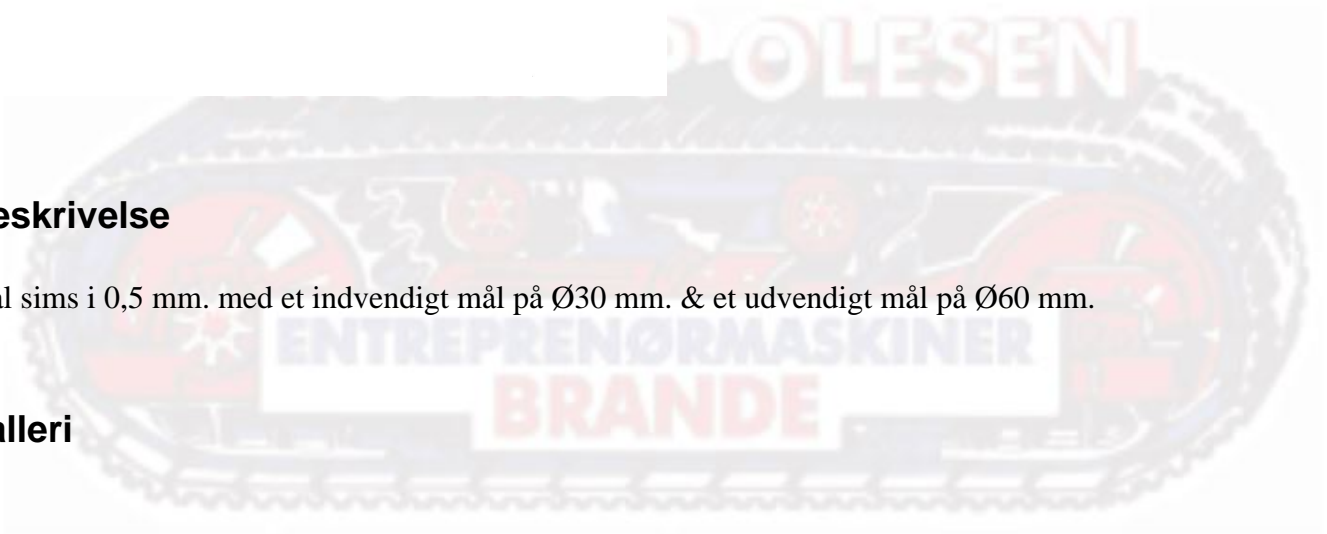 P OLESEN
eskrivelse
al sims i 0,5 mm. med et indvendigt mål på Ø30 mm. & et udvendigt mål på Ø60 mm.
ENTREPRENØRMASKINER
BRANDE
alleri